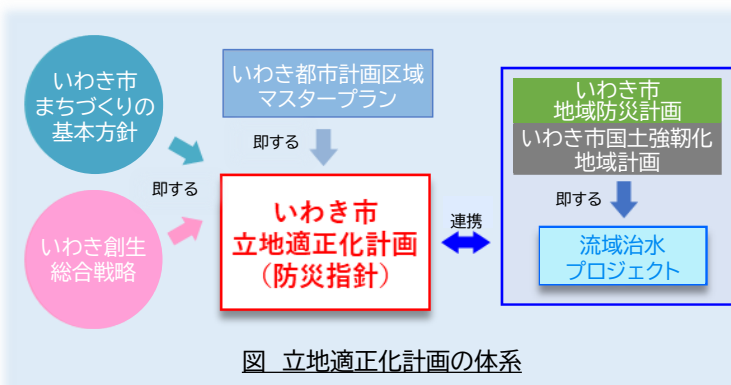 いわき市
まちづくりの
基本方針
いわき都市計画区域
マスタープラン
いわき市
地域防災計画
いわき市国土強靭化
地域計画
即する
即する
即する
いわき創生
総合戦略
いわき市
立地適正化計画
（防災指針）
連携
流域治水
プロジェクト
図 立地適正化計画の体系